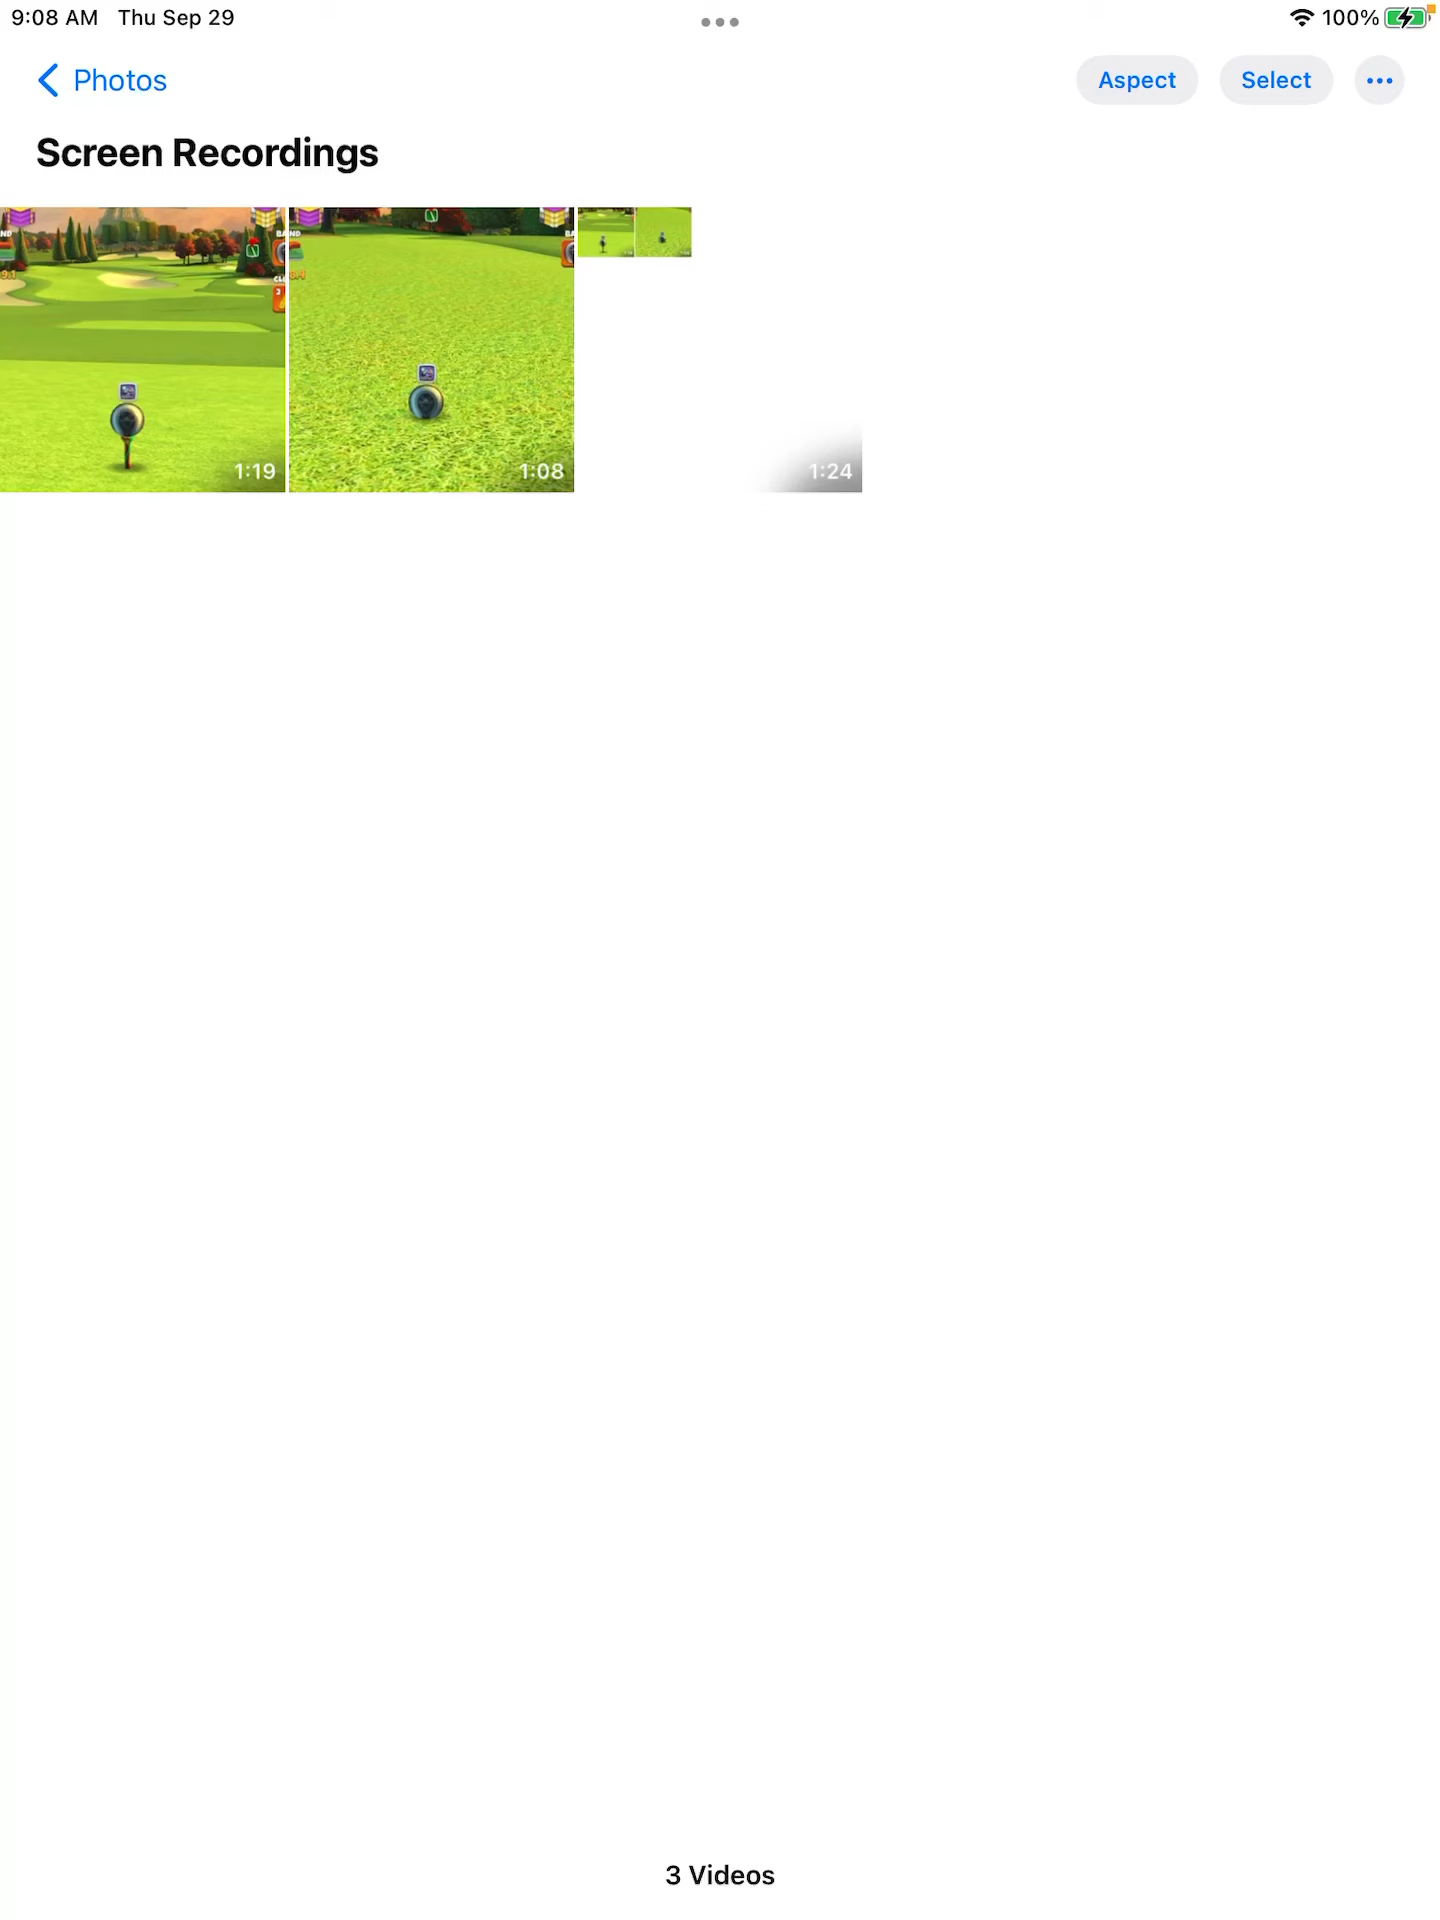 9:08 AM Thu Sep 29
100%
Photos
Aspect Select
Screen Recordings
1:19 1:08 1:24
3 Videos